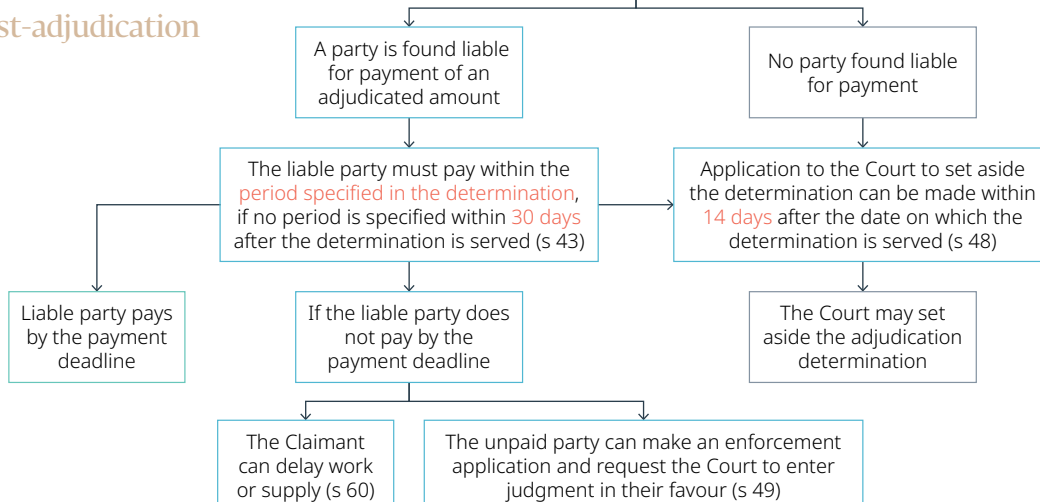 st-adjudication
A party is found liable
for payment of an
adjudicated amount
No party found liable
for payment
The liable party must pay within the
period specified in the determination,
if no period is specified within 30 days
after the determination is served (s 43)
Application to the Court to set aside
the determination can be made within
14 days after the date on which the
determination is served (s 48)
Liable party pays
by the payment
deadline
If the liable party does
not pay by the
payment deadline
The Court may set
aside the adjudication
determination
The Claimant
can delay work
or supply (s 60)
The unpaid party can make an enforcement
application and request the Court to enter
judgment in their favour (s 49)